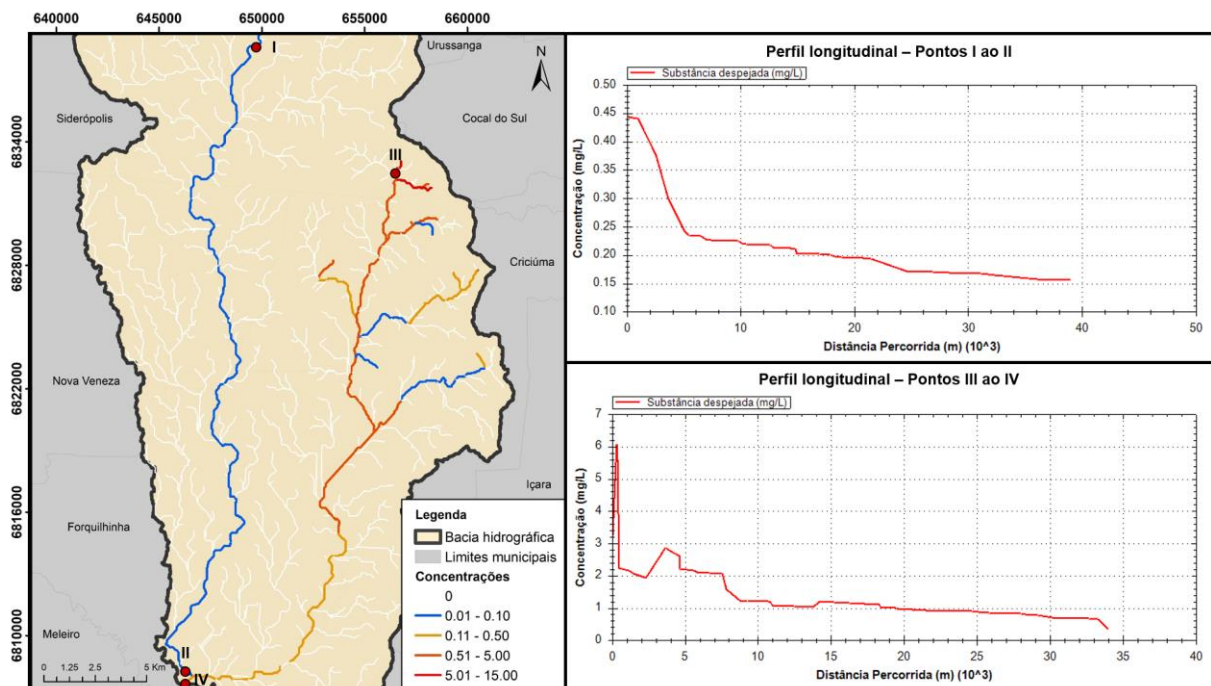 640000 645000 650000 655000 660000
I
Urussanga
N
Siderópolis
Cocal do Sul
III
6834000
6828000
6822000
6816000
6810000
Criciúma
Nova Veneza
Içara
Forquilhinha
Meleiro
II
IV
0 1.25 2.5 5 Km
Legenda
Bacia hidrográfica
Limites municipais
Concentrações
0
0.01 - 0.10
0.11 - 0.50
0.51 - 5.00
5.01 - 15.00
Perfil longitudinal – Pontos I ao II
Substância despejada (mg/L)
Concentração (mg/L)
0.50
0.45
0.40
0.35
0.30
0.25
0.20
0.15
0.10
0 10 20 30 40 50
Distância Percorrida (m) (10^3)
Perfil longitudinal – Pontos III ao IV
Substância despejada (mg/L)
Concentração (mg/L)
7
6
5
4
3
2
1
0
0 5 10 15 20 25 30 35 40
Distância Percorrida (m) (10^3)